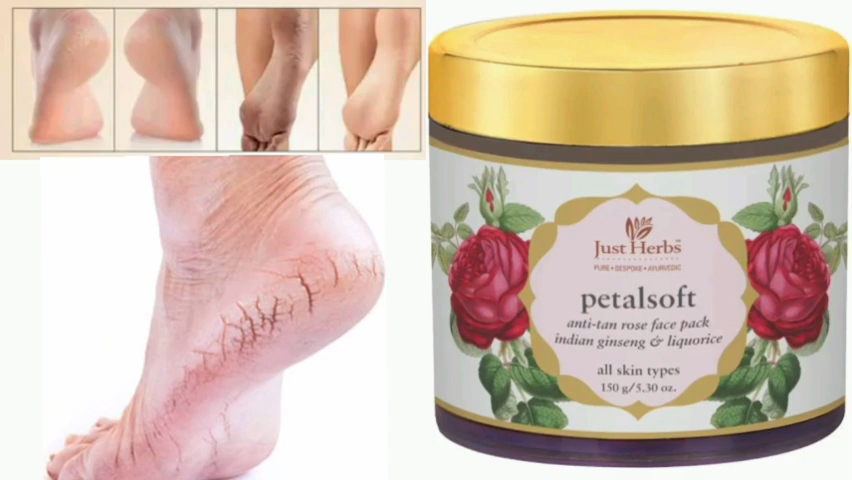 Just Herbs™
PURE • BESPOKE • AYURVEDIC
petalsoft
anti-tan rose face pack
indian ginseng & liquorice
all skin types
150 g/5.30 oz.